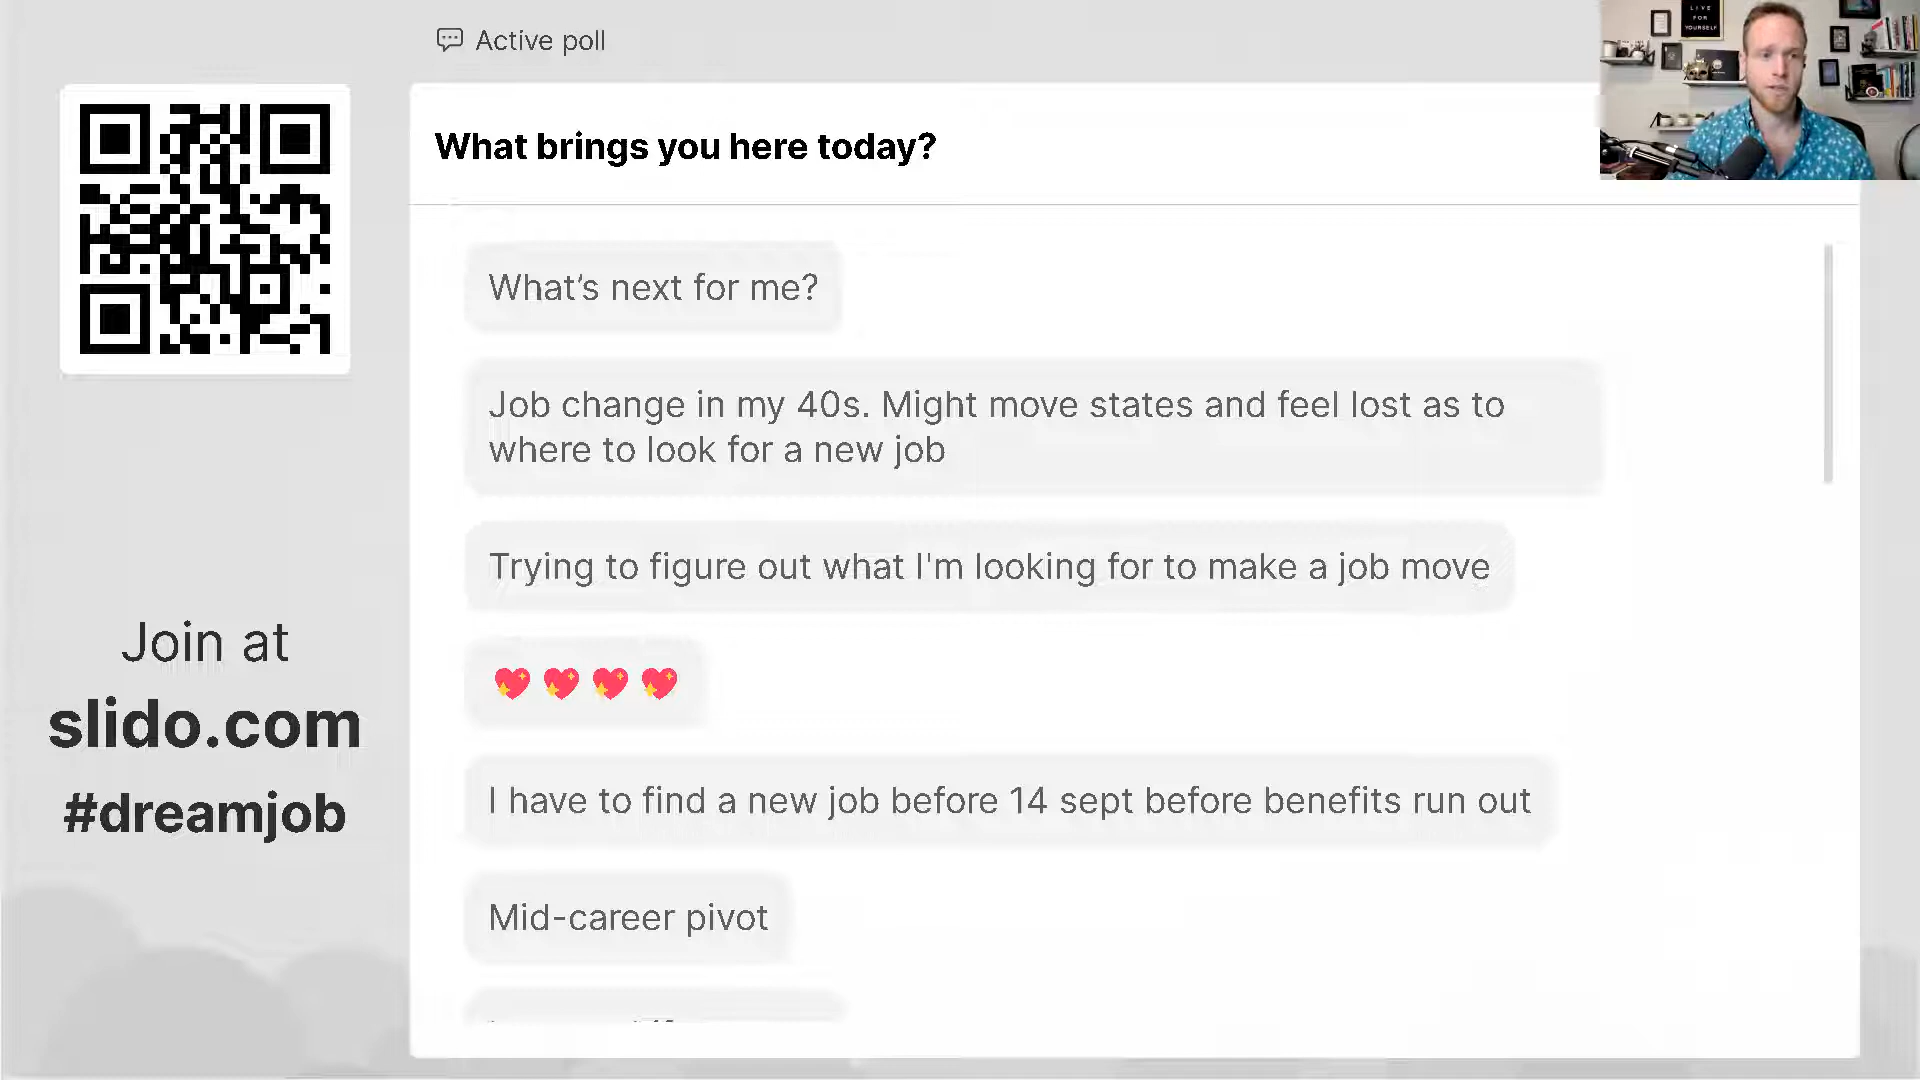 Active poll
LIVE
FOR
YOURSELF
What brings you here today?
What's next for me?
Job change in my 40s. Might move states and feel lost as to
where to look for a new job
Trying to figure out what I'm looking for to make a job move
💖 💖 💖 💖
I have to find a new job before 14 sept before benefits run out
Mid-career pivot
Join at
slido.com
#dreamjob